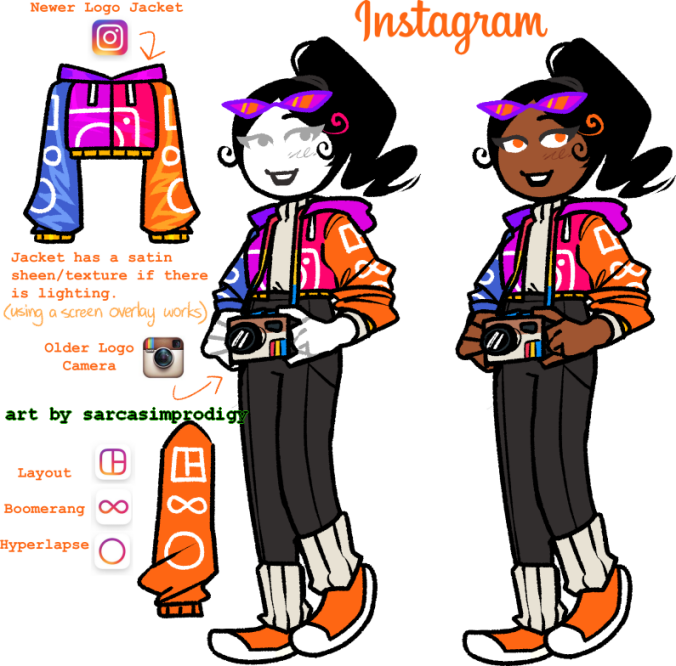 Newer Logo Jacket
Instagram
Jacket has a satin
sheen/texture if there
is lighting.
(using a screen overlay works)
Older Logo
Camera
art by sarcasimprodigy
Layout
Boomerang
Hyperlapse